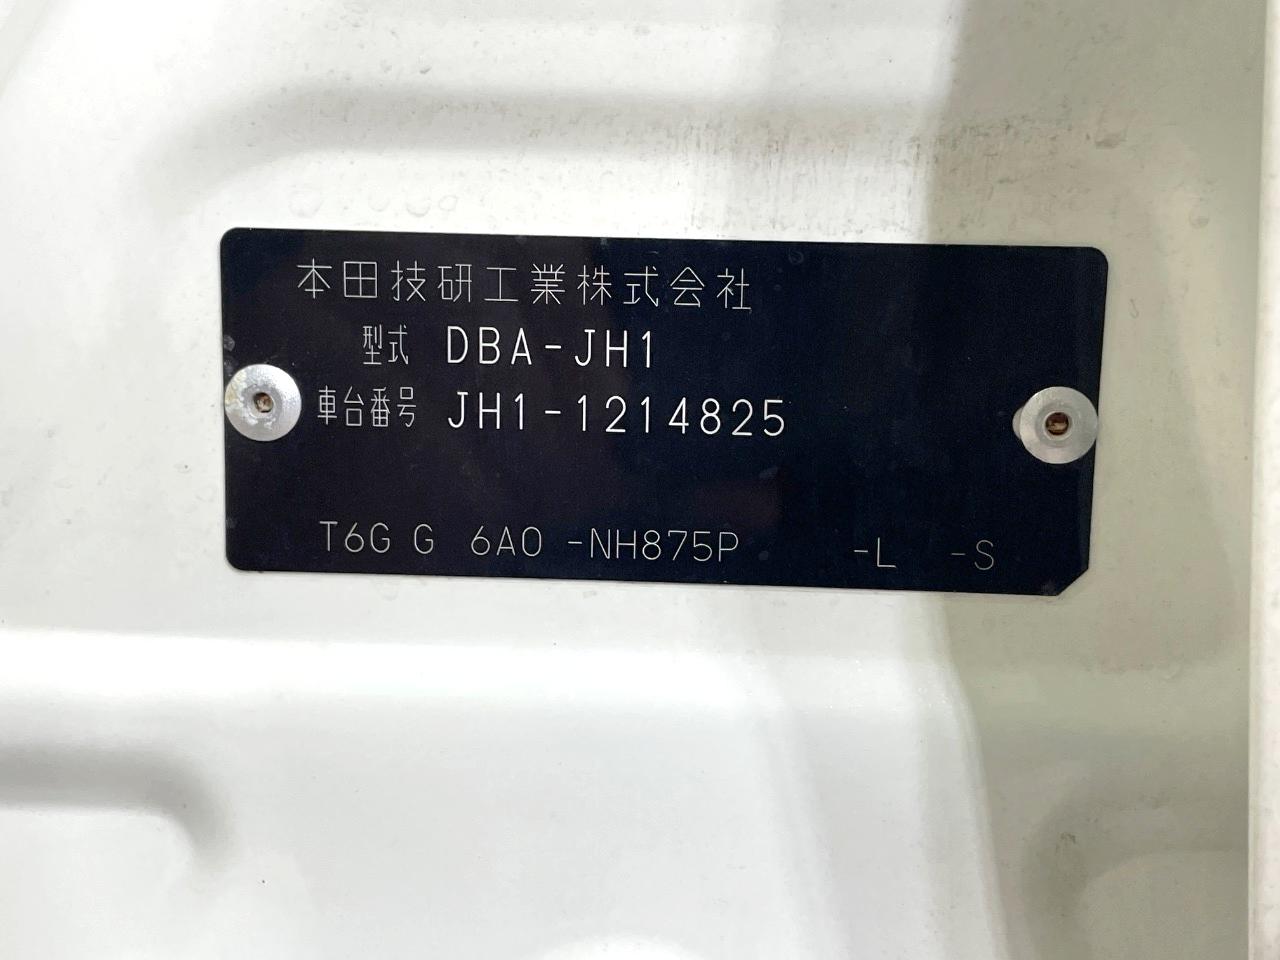 本田技研工業株式会社
型式 DBA-JH1
車台番号 JH1-1214825
T6G G 6A0 -NH875P -L -S